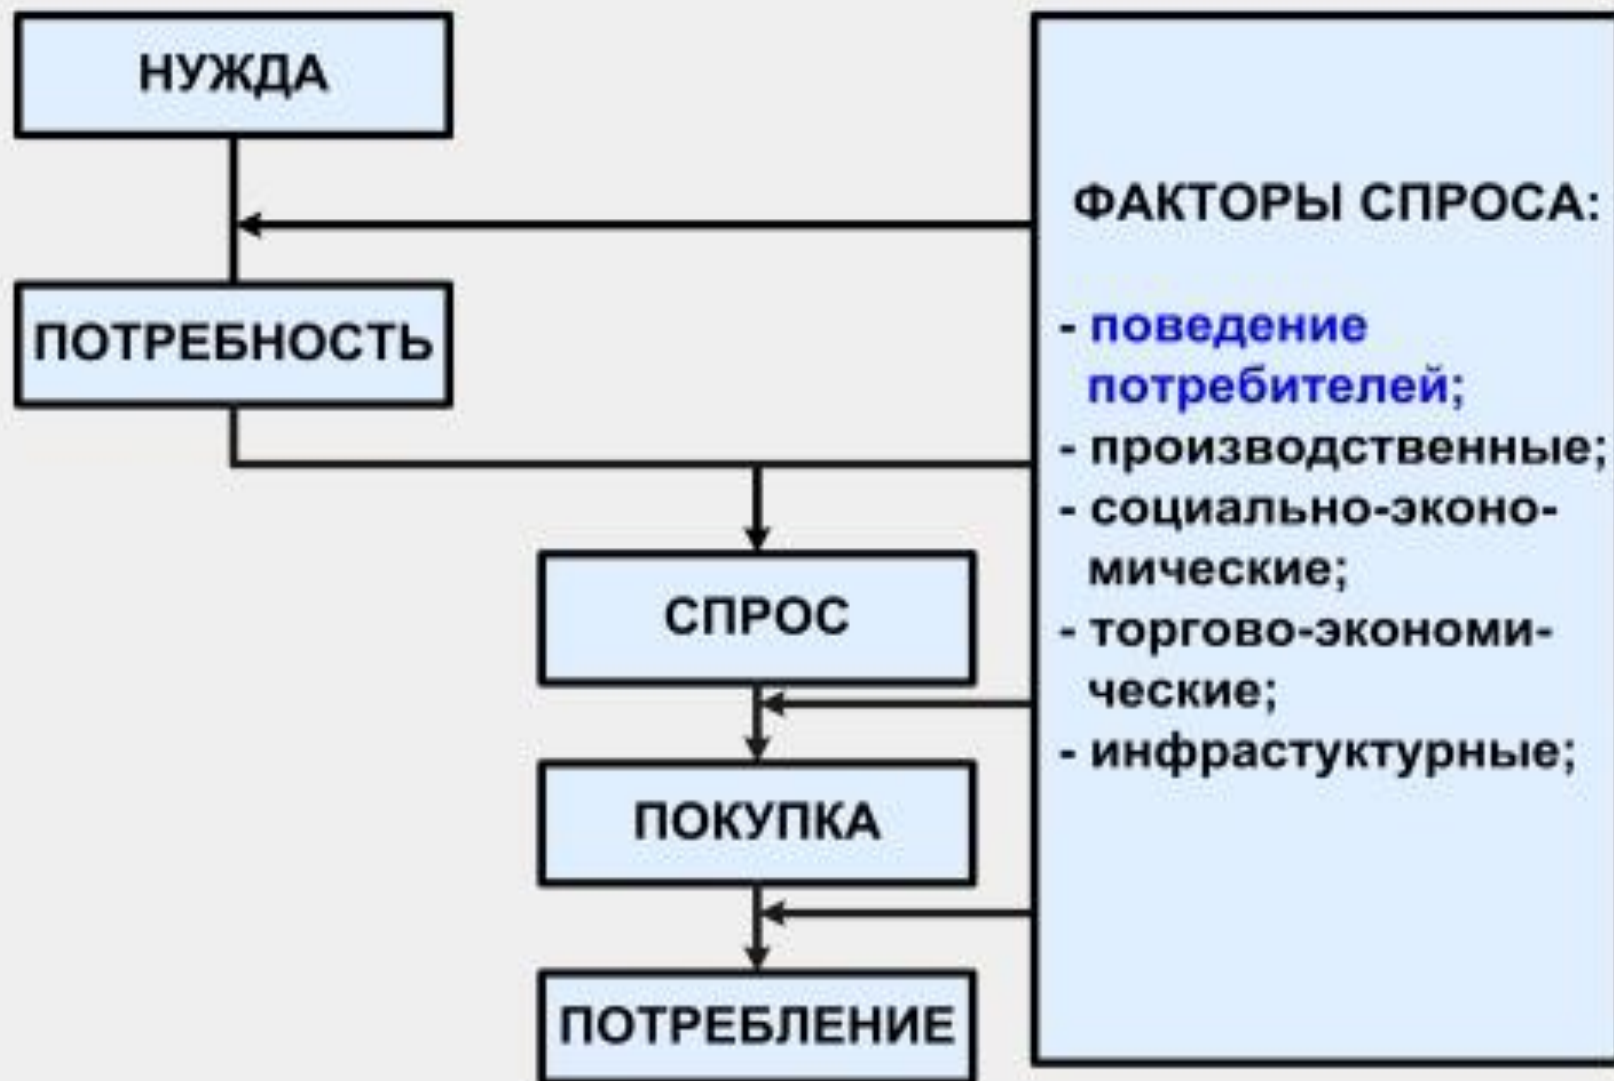 НУЖДА
ПОТРЕБНОСТЬ
СПРОС
ПОКУПКА
ПОТРЕБЛЕНИЕ
ФАКТОРЫ СПРОСА:
- поведение
потребителей;
- производственные;
- социально-эконо-
мические;
- торгово-экономи-
ческие;
- инфрастуктурные;